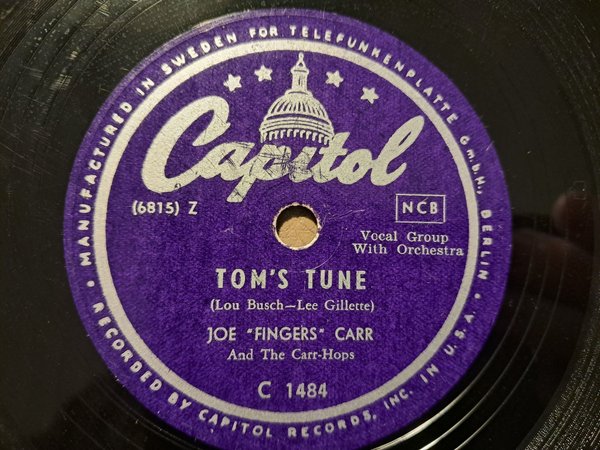 MANUFACTURED IN SWEDEN FOR TELEFUNKENPLATTE G.m.b.H., BERLIN
Capitol
(6815) Z
NCB
Vocal Group
With Orchestra
TOM'S TUNE
(Lou Busch—Lee Gillette)
JOE "FINGERS" CARR
And The Carr-Hops
C 1484
RECORDED BY CAPITOL RECORDS, INC. IN U.S.A.